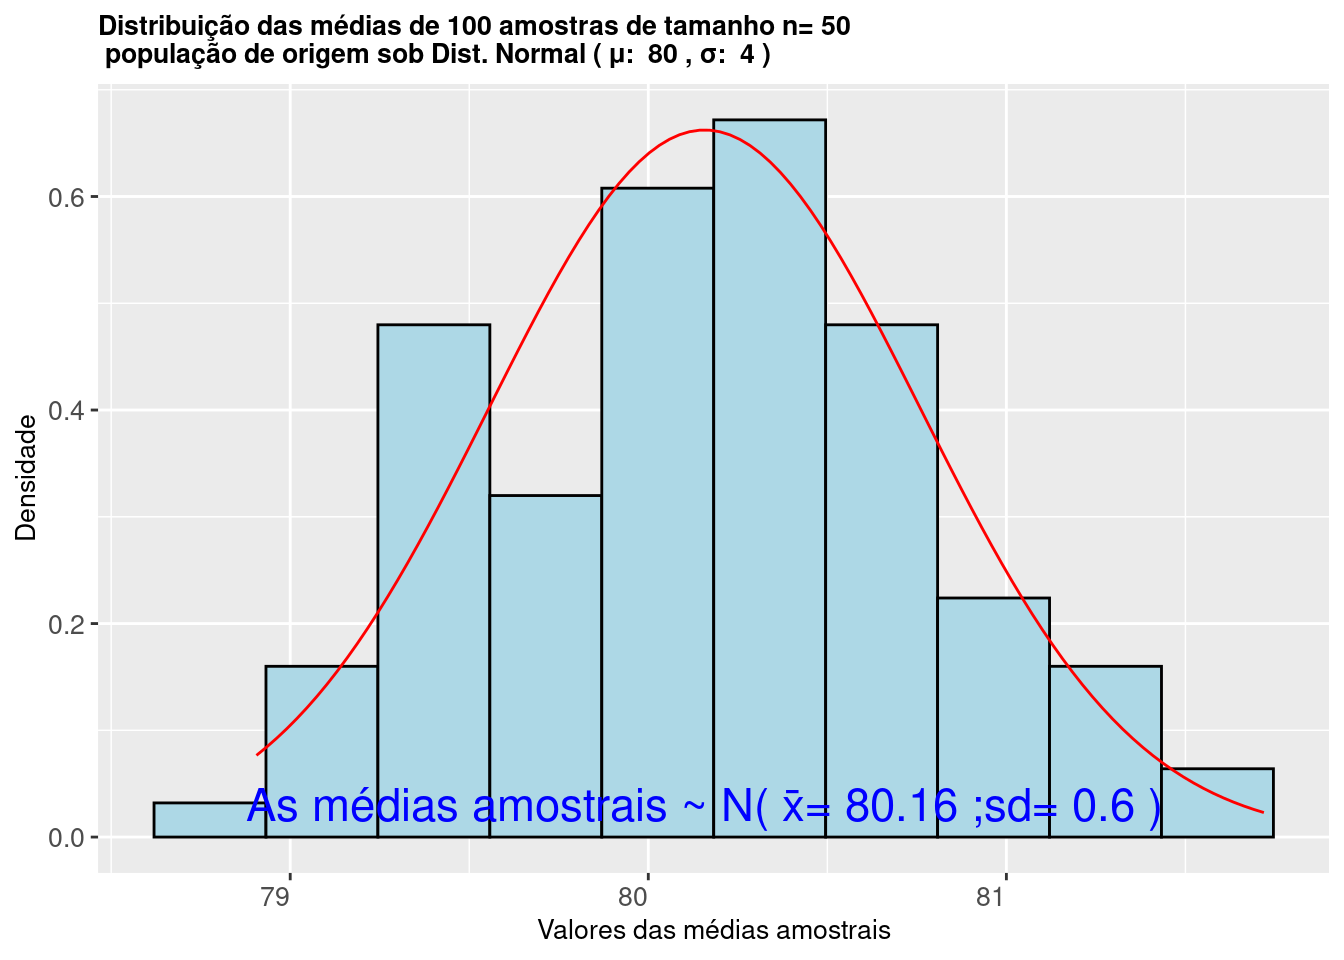 Distribuição das médias de 100 amostras de tamanho n= 50
população de origem sob Dist. Normal ( μ:  80 , σ:  4 )
Densidade
0.6
0.4
0.2
0.0
As médias amostrais ~ N( x̄= 80.16 ;sd= 0.6 )
79 80 81
Valores das médias amostrais